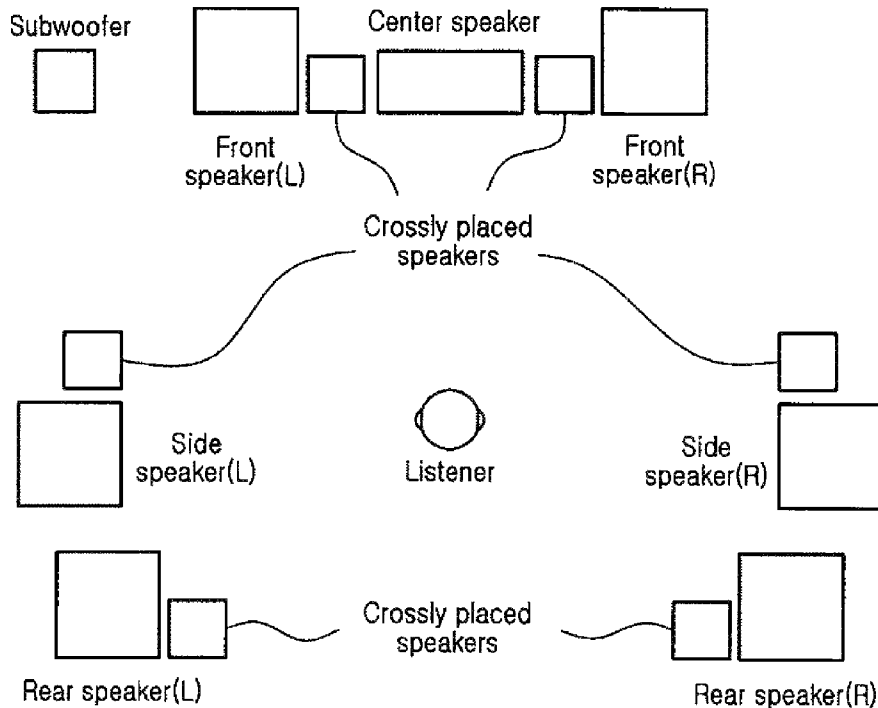 Subwoofer
Center speaker
Front
speaker(L)
Front
speaker(R)
Crossly placed
speakers
Side
speaker(L)
Listener
Side
speaker(R)
Crossly placed
speakers
Rear speaker(L)
Rear speaker(R)